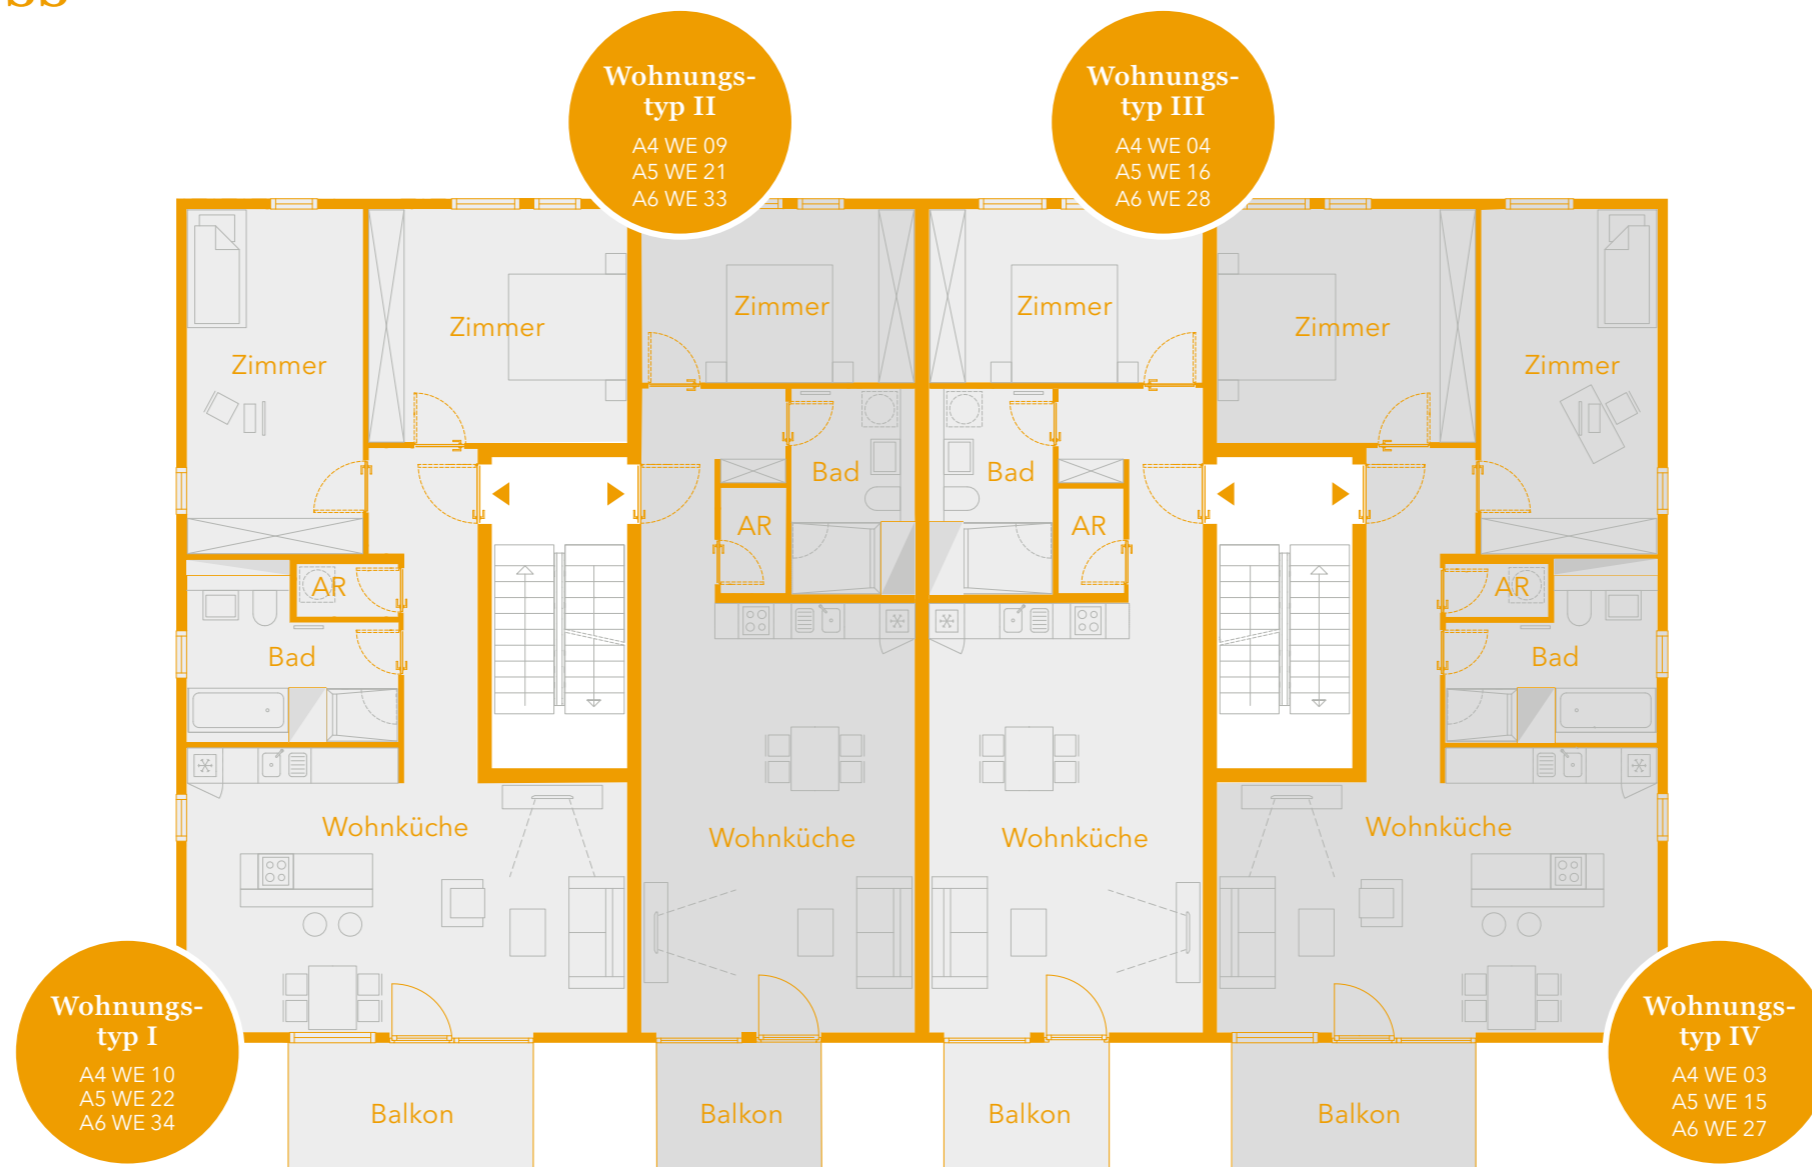 Wohnungs-
typ II
A4 WE 09
A5 WE 21
A6 WE 33
Wohnungs-
typ III
A4 WE 04
A5 WE 16
A6 WE 28
Zimmer
Zimmer
Zimmer
Zimmer
Zimmer
Zimmer
Bad
AR
Bad
AR
AR
Bad
AR
Bad
Wohnküche
Wohnküche
Wohnküche
Wohnküche
Wohnungs-
typ I
A4 WE 10
A5 WE 22
A6 WE 34
Wohnungs-
typ IV
A4 WE 03
A5 WE 15
A6 WE 27
Balkon
Balkon
Balkon
Balkon